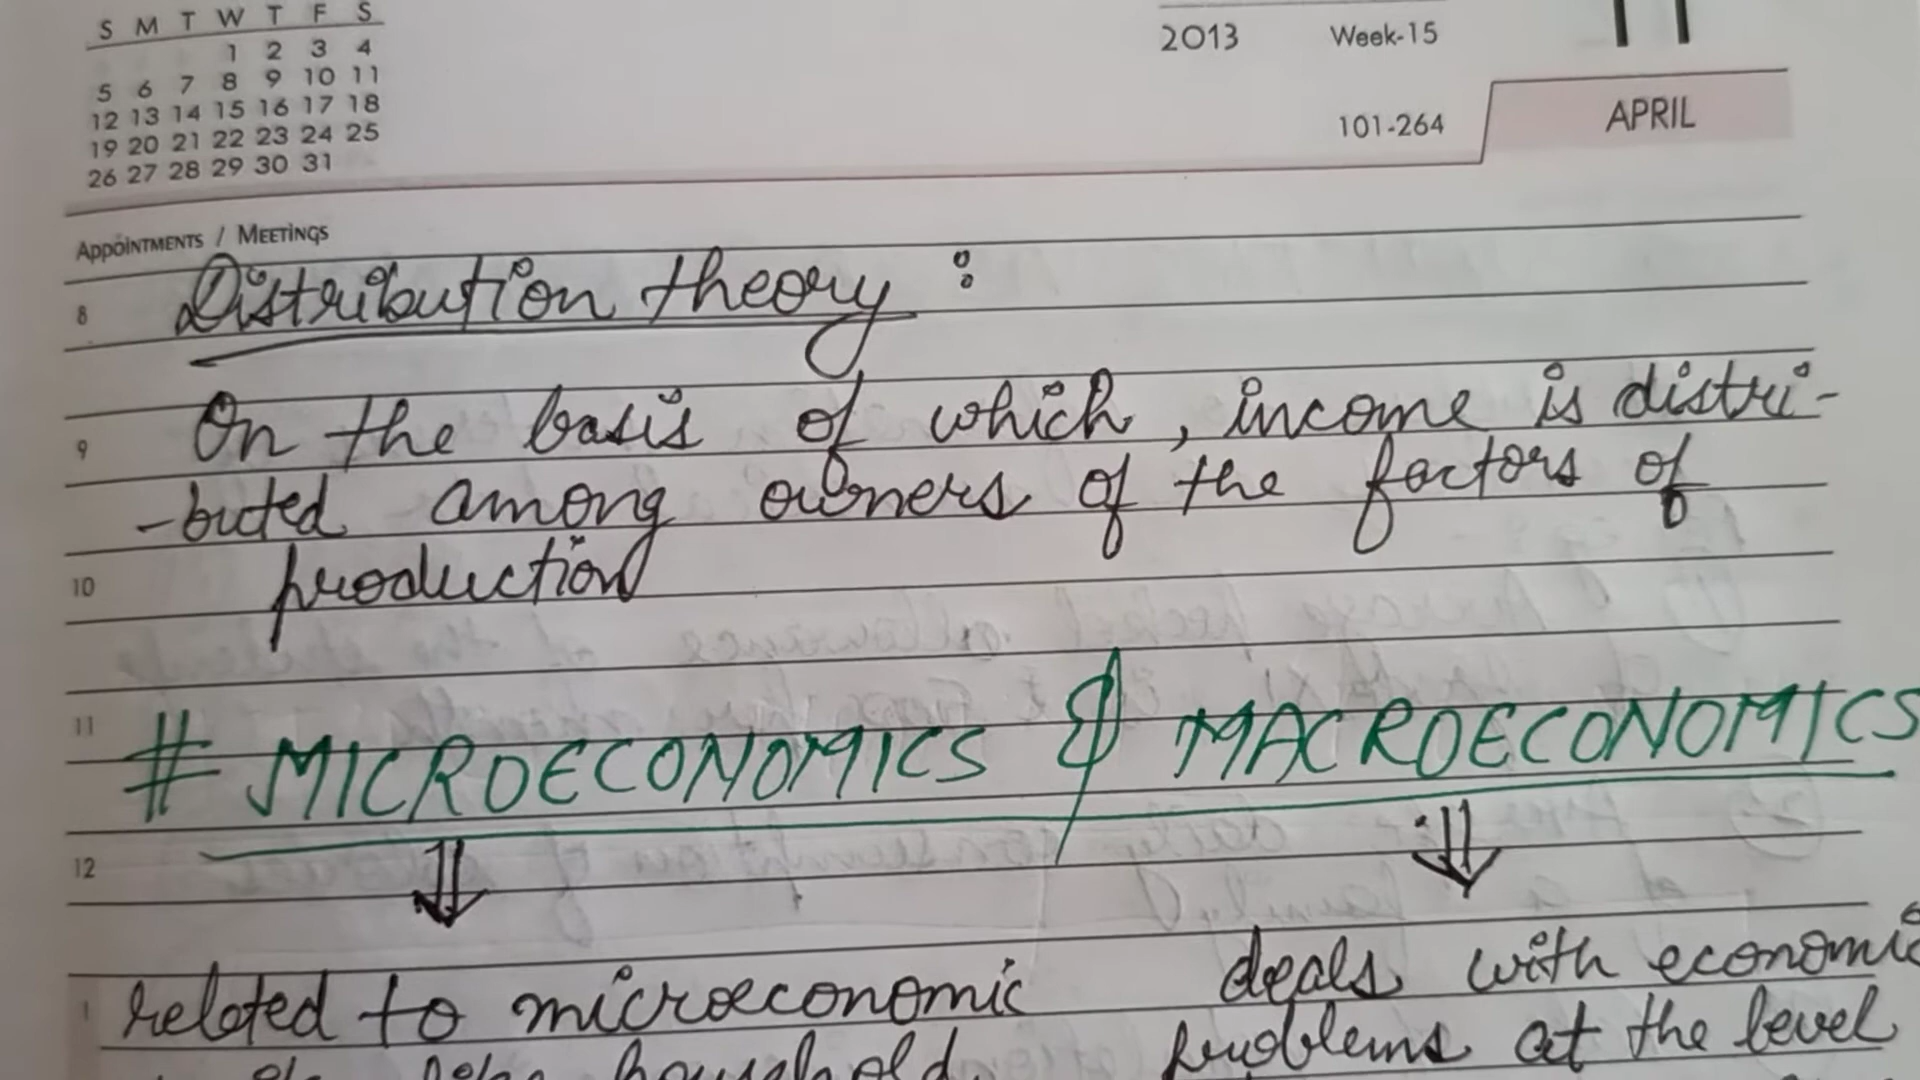 S M T W T F S
1 2 3 4
5 6 7 8 9 10 11
12 13 14 15 16 17 18
19 20 21 22 23 24 25
26 27 28 29 30 31
2013 Week-15
101-264
APRIL
Appointments / Meetings
8 Distribution theory :
9 On the basis of which, income is distri-
-buted among owners of the factors of
10 production
11 # MICROECONOMICS & MACROECONOMICS
12
related to microeconomic deals with economic
household problems at the level